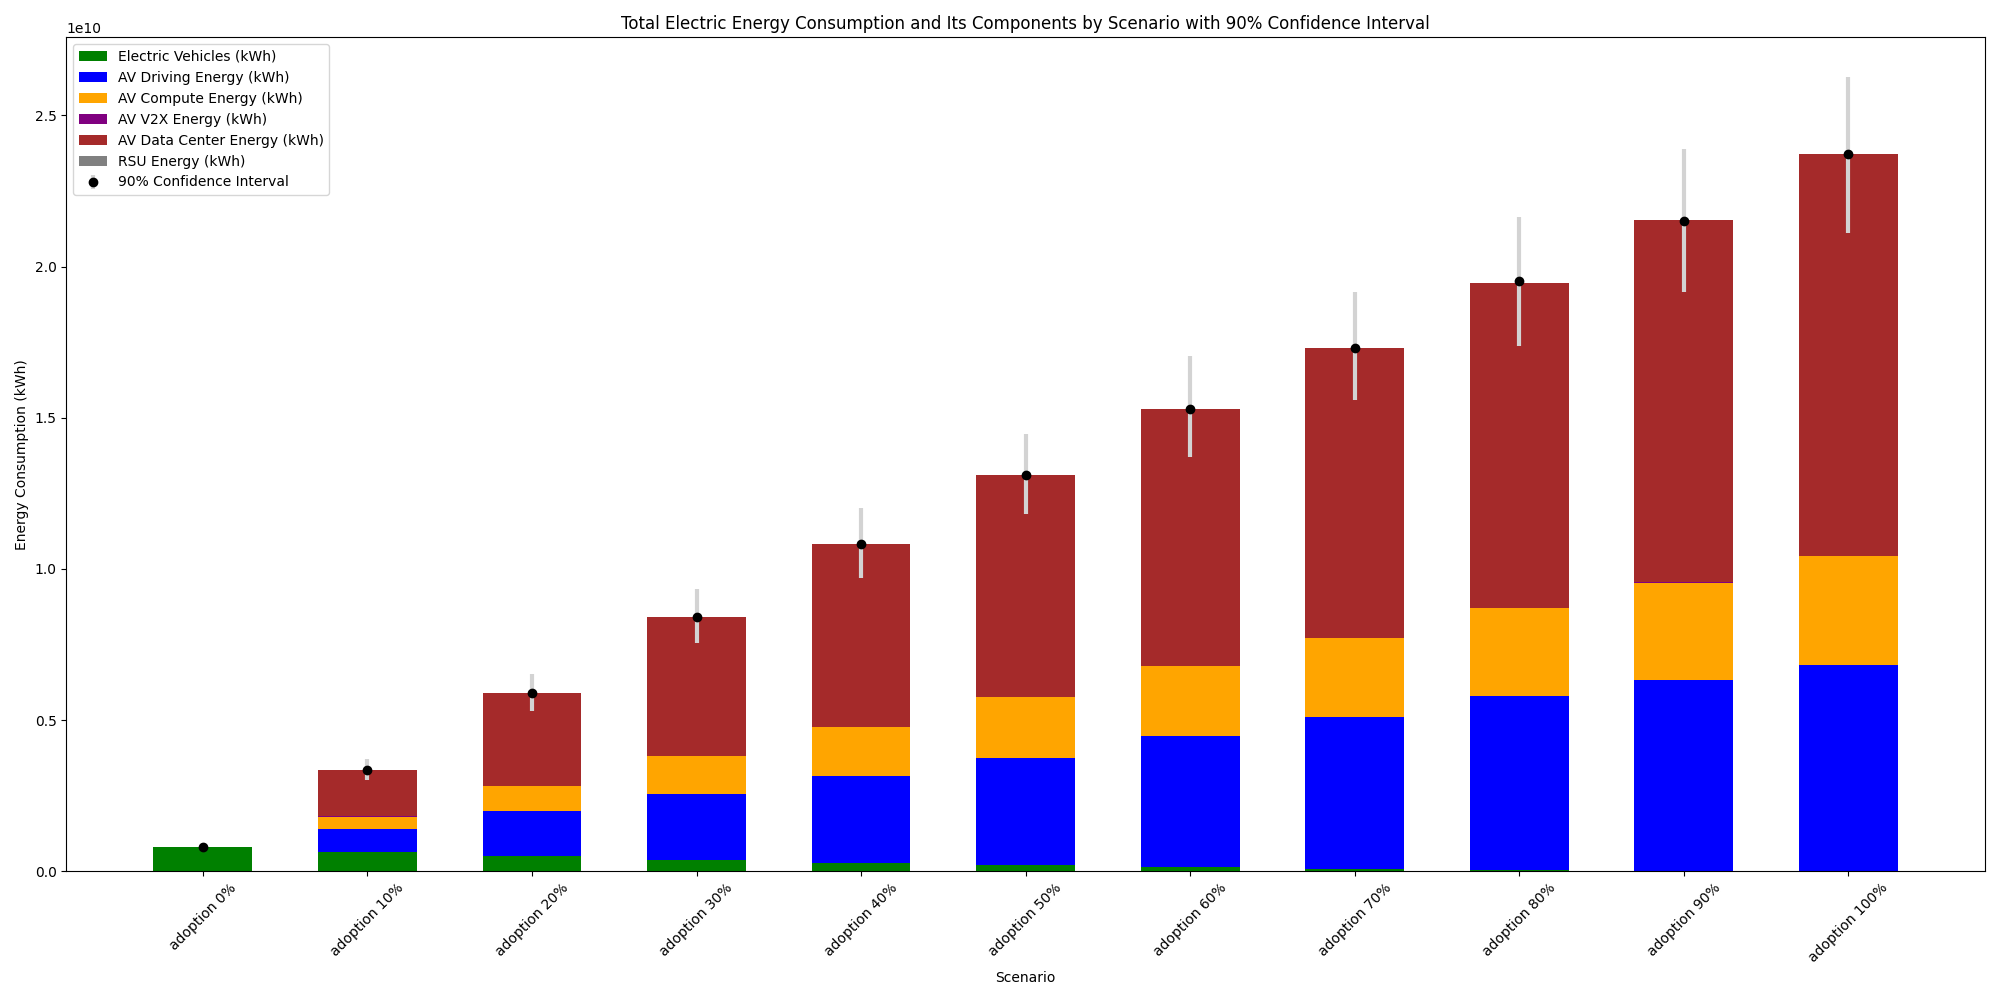 Total Electric Energy Consumption and Its Components by Scenario with 90% Confidence Interval
1e10
Electric Vehicles (kWh)
AV Driving Energy (kWh)
AV Compute Energy (kWh)
AV V2X Energy (kWh)
AV Data Center Energy (kWh)
RSU Energy (kWh)
90% Confidence Interval
2.5
2.0
1.5
1.0
0.5
0.0
Energy Consumption (kWh)
adoption 0%
adoption 10%
adoption 20%
adoption 30%
adoption 40%
adoption 50%
adoption 60%
adoption 70%
adoption 80%
adoption 90%
adoption 100%
Scenario